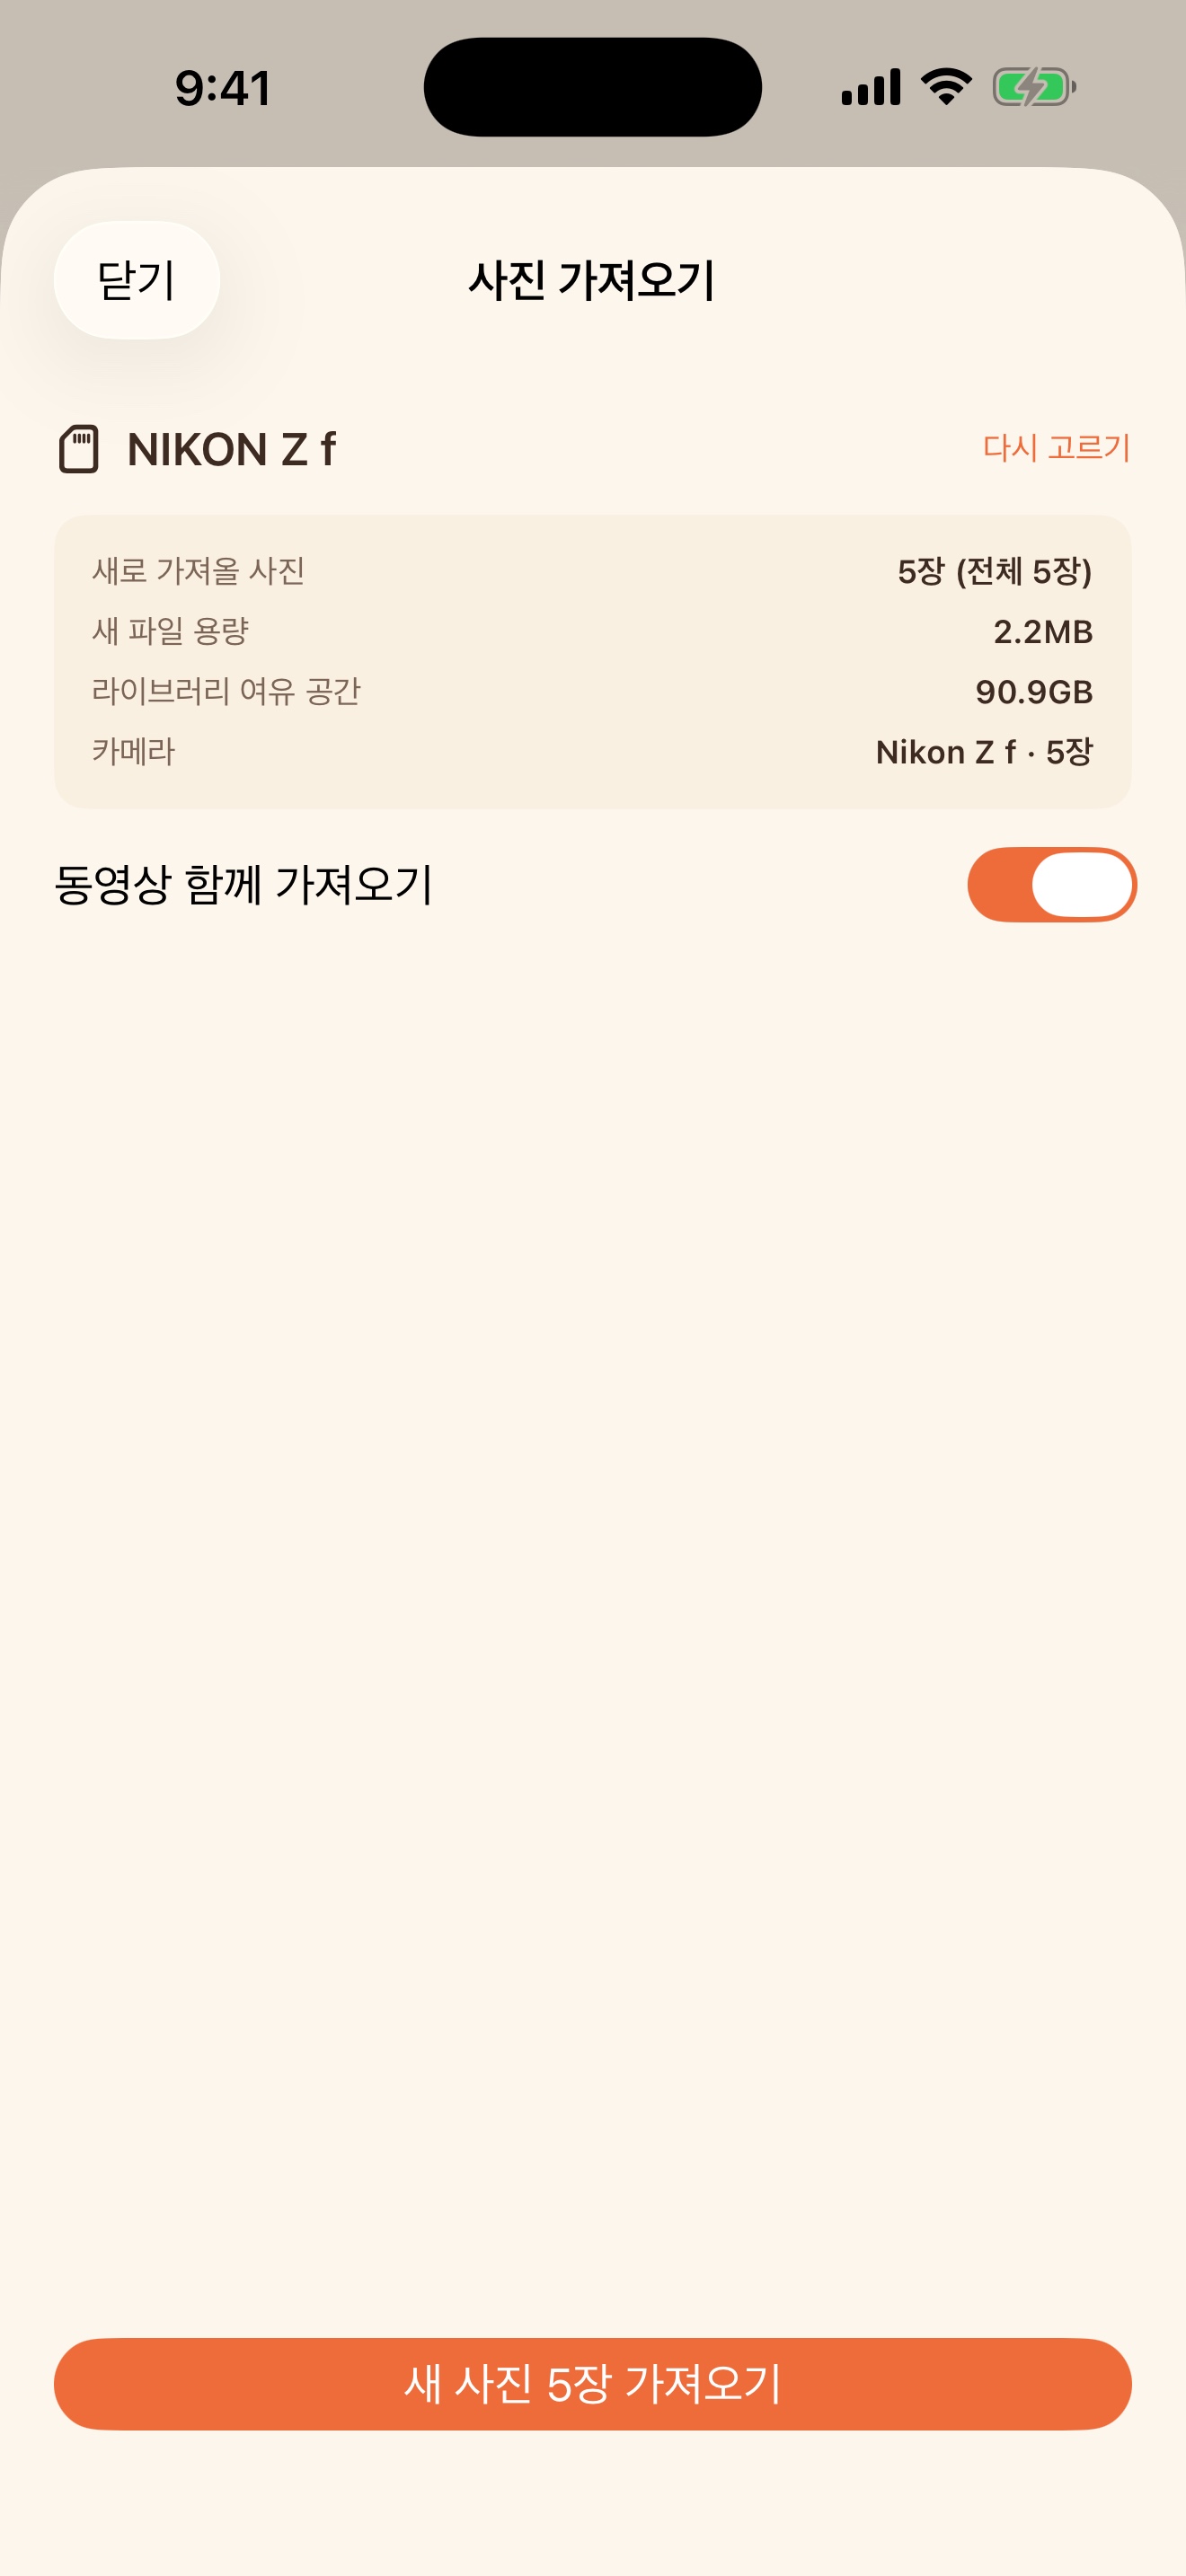 9:41
닫기
사진 가져오기
NIKON Z f
다시 고르기
새로 가져올 사진 5장 (전체 5장)
새 파일 용량 2.2MB
라이브러리 여유 공간 90.9GB
카메라 Nikon Z f · 5장
동영상 함께 가져오기
새 사진 5장 가져오기